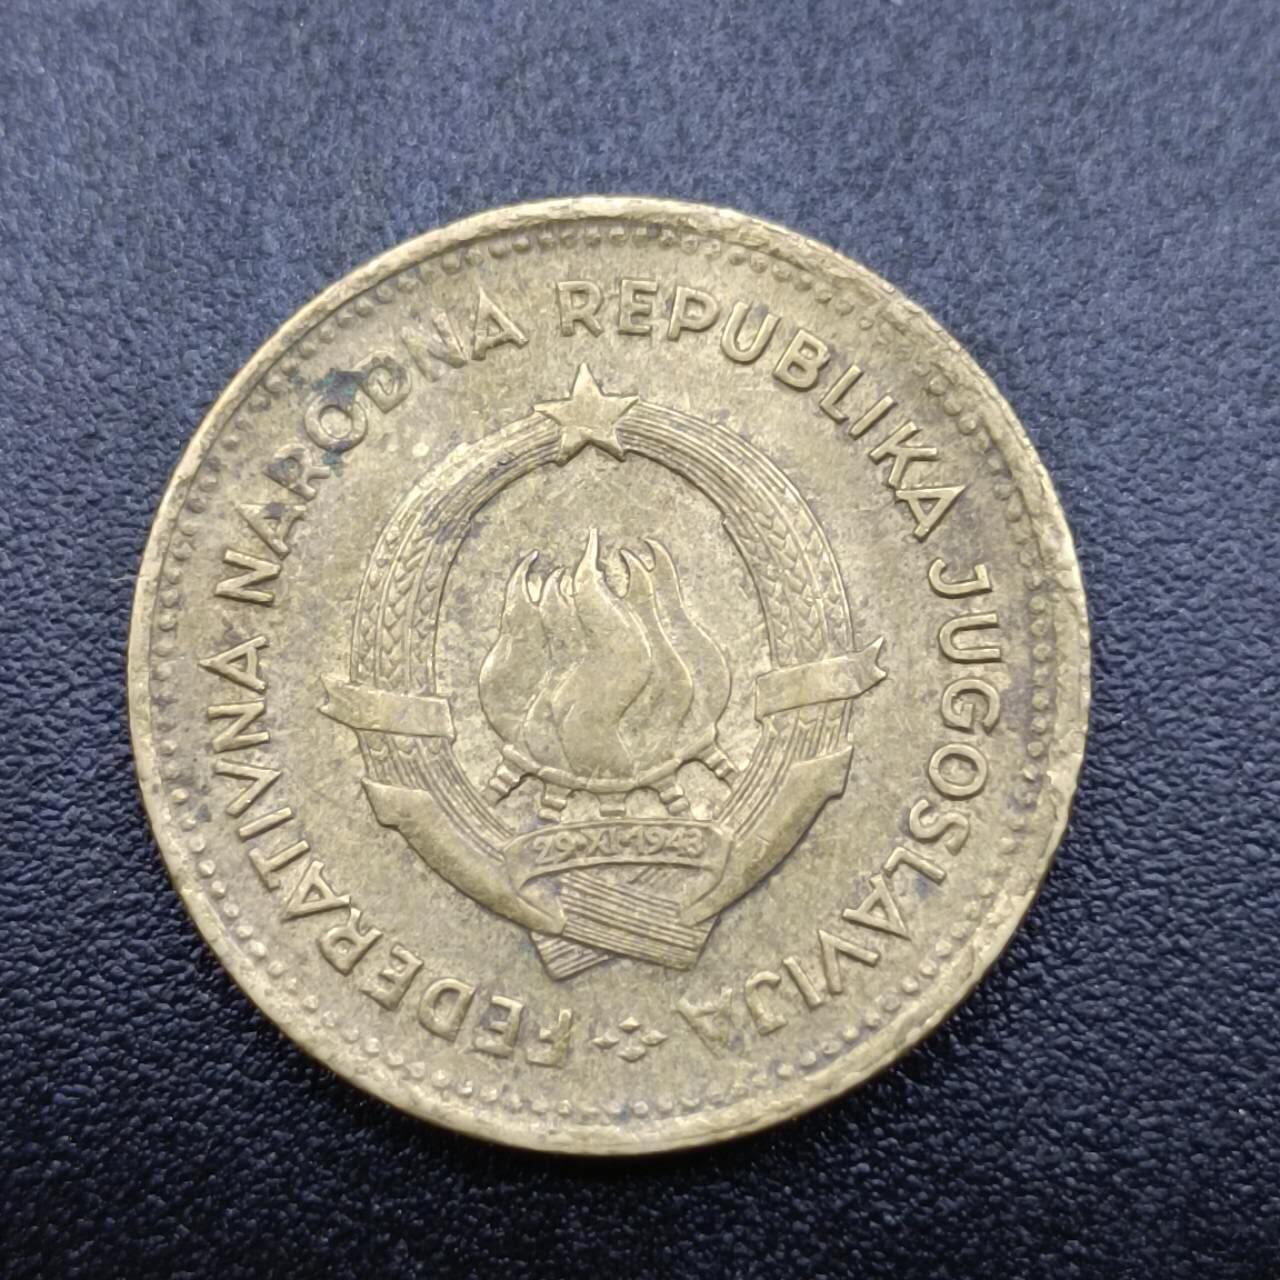 FEDERATIVNA NARODNA REPUBLIKA JUGOSLAVIJA
29·XI·1943